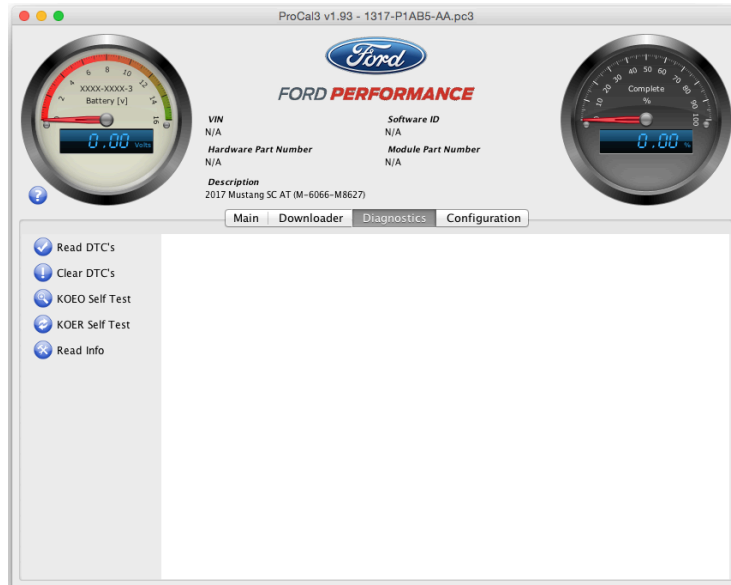 ProCal3 v1.93 - 1317-P1AB5-AA.pc3
0 2 4 6 8 10 12 14 16
XXXX-XXXX-3
Battery [v]
0.00 Volts
Ford
FORD PERFORMANCE
VIN
N/A
Software ID
N/A
Hardware Part Number
N/A
Module Part Number
N/A
Description
2017 Mustang SC AT (M-6066-M8627)
0 10 20 30 40 50 60 70 80 90 100
Complete
%
0.00 %
?
Main Downloader Diagnostics Configuration
Read DTC's
Clear DTC's
KOEO Self Test
KOER Self Test
Read Info